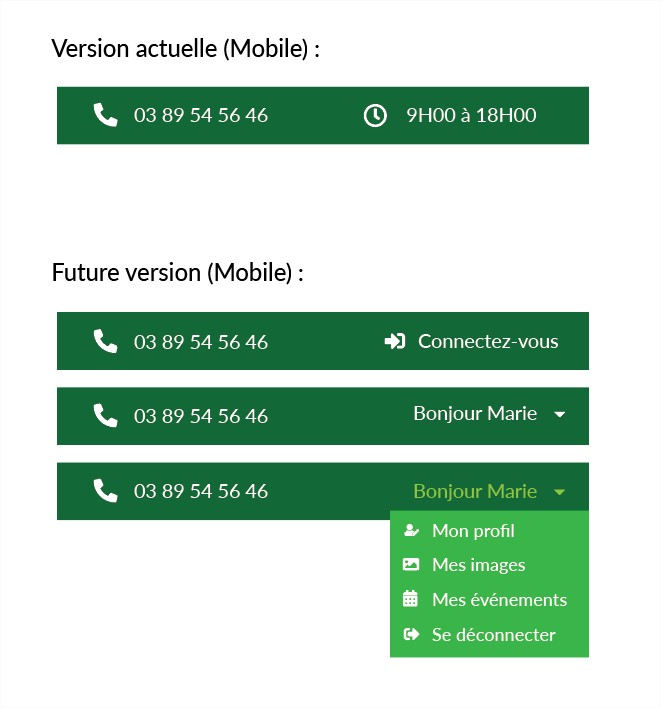 Version actuelle (Mobile) :
03 89 54 56 46 9H00 à 18H00
Future version (Mobile) :
03 89 54 56 46 Connectez-vous
03 89 54 56 46 Bonjour Marie
03 89 54 56 46 Bonjour Marie
Mon profil
Mes images
Mes événements
Se déconnecter